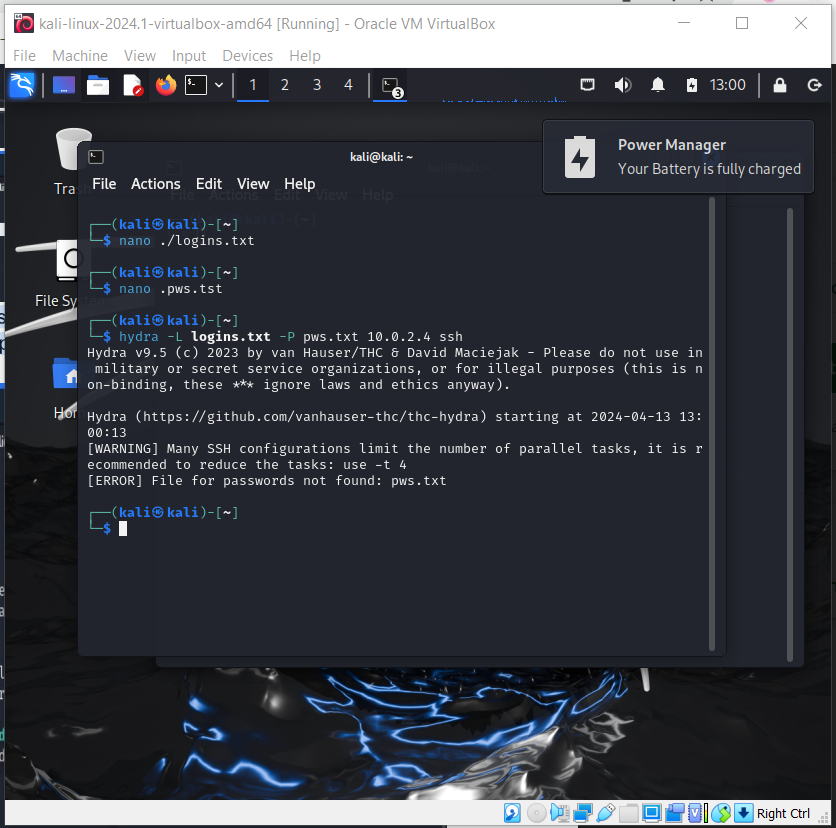 kali-linux-2024.1-virtualbox-amd64 [Running] - Oracle VM VirtualBox
File Machine View Input Devices Help
1 2 3 4 3 13:00
Power Manager
Your Battery is fully charged
Trash
File Sy
Hor
kali@kali: ~
File Actions Edit View Help
┌──(kali㉿kali)-[~]
└─$ nano ./logins.txt
┌──(kali㉿kali)-[~]
└─$ nano .pws.tst
┌──(kali㉿kali)-[~]
└─$ hydra -L logins.txt -P pws.txt 10.0.2.4 ssh
Hydra v9.5 (c) 2023 by van Hauser/THC & David Maciejak - Please do not use in
military or secret service organizations, or for illegal purposes (this is n
on-binding, these *** ignore laws and ethics anyway).
Hydra (https://github.com/vanhauser-thc/thc-hydra) starting at 2024-04-13 13:
00:13
[WARNING] Many SSH configurations limit the number of parallel tasks, it is r
ecommended to reduce the tasks: use -t 4
[ERROR] File for passwords not found: pws.txt
┌──(kali㉿kali)-[~]
└─$
Right Ctrl